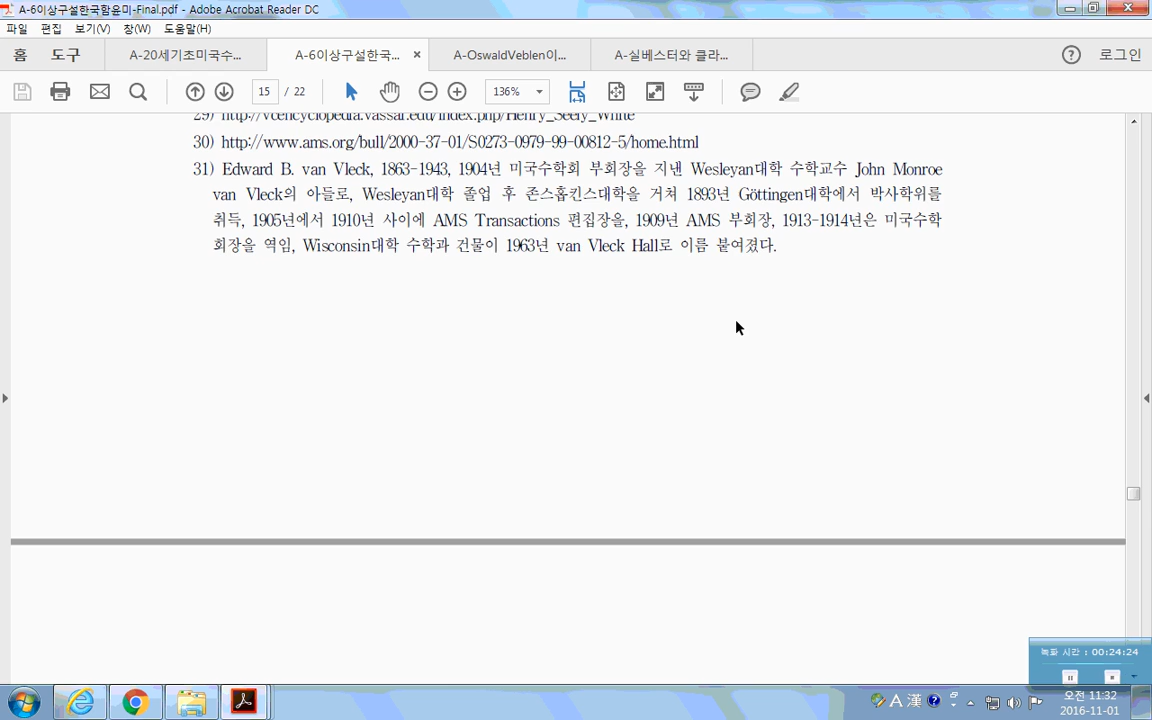 A-6이상구설한국함윤미-Final.pdf - Adobe Acrobat Reader DC
파일 편집 보기(V) 창(W) 도움말(H)
홈 도구 A-20세기초미국수... A-6이상구설한국... × A-OswaldVeblen이... A-실베스터와 클라... 로그인
15 / 22 136%
29) http://vcencyclopedia.vassar.edu/index.php/Henry_Seely_White
30) http://www.ams.org/bull/2000-37-01/S0273-0979-99-00812-5/home.html
31) Edward B. van Vleck, 1863-1943, 1904년 미국수학회 부회장을 지낸 Wesleyan대학 수학교수 John Monroe
van Vleck의 아들로, Wesleyan대학 졸업 후 존스홉킨스대학을 거쳐 1893년 Göttingen대학에서 박사학위를
취득, 1905년에서 1910년 사이에 AMS Transactions 편집장을, 1909년 AMS 부회장, 1913-1914년은 미국수학
회장을 역임, Wisconsin대학 수학과 건물이 1963년 van Vleck Hall로 이름 붙여졌다.
녹화 시간 : 00:24:24
A 漢
오전 11:32
2016-11-01